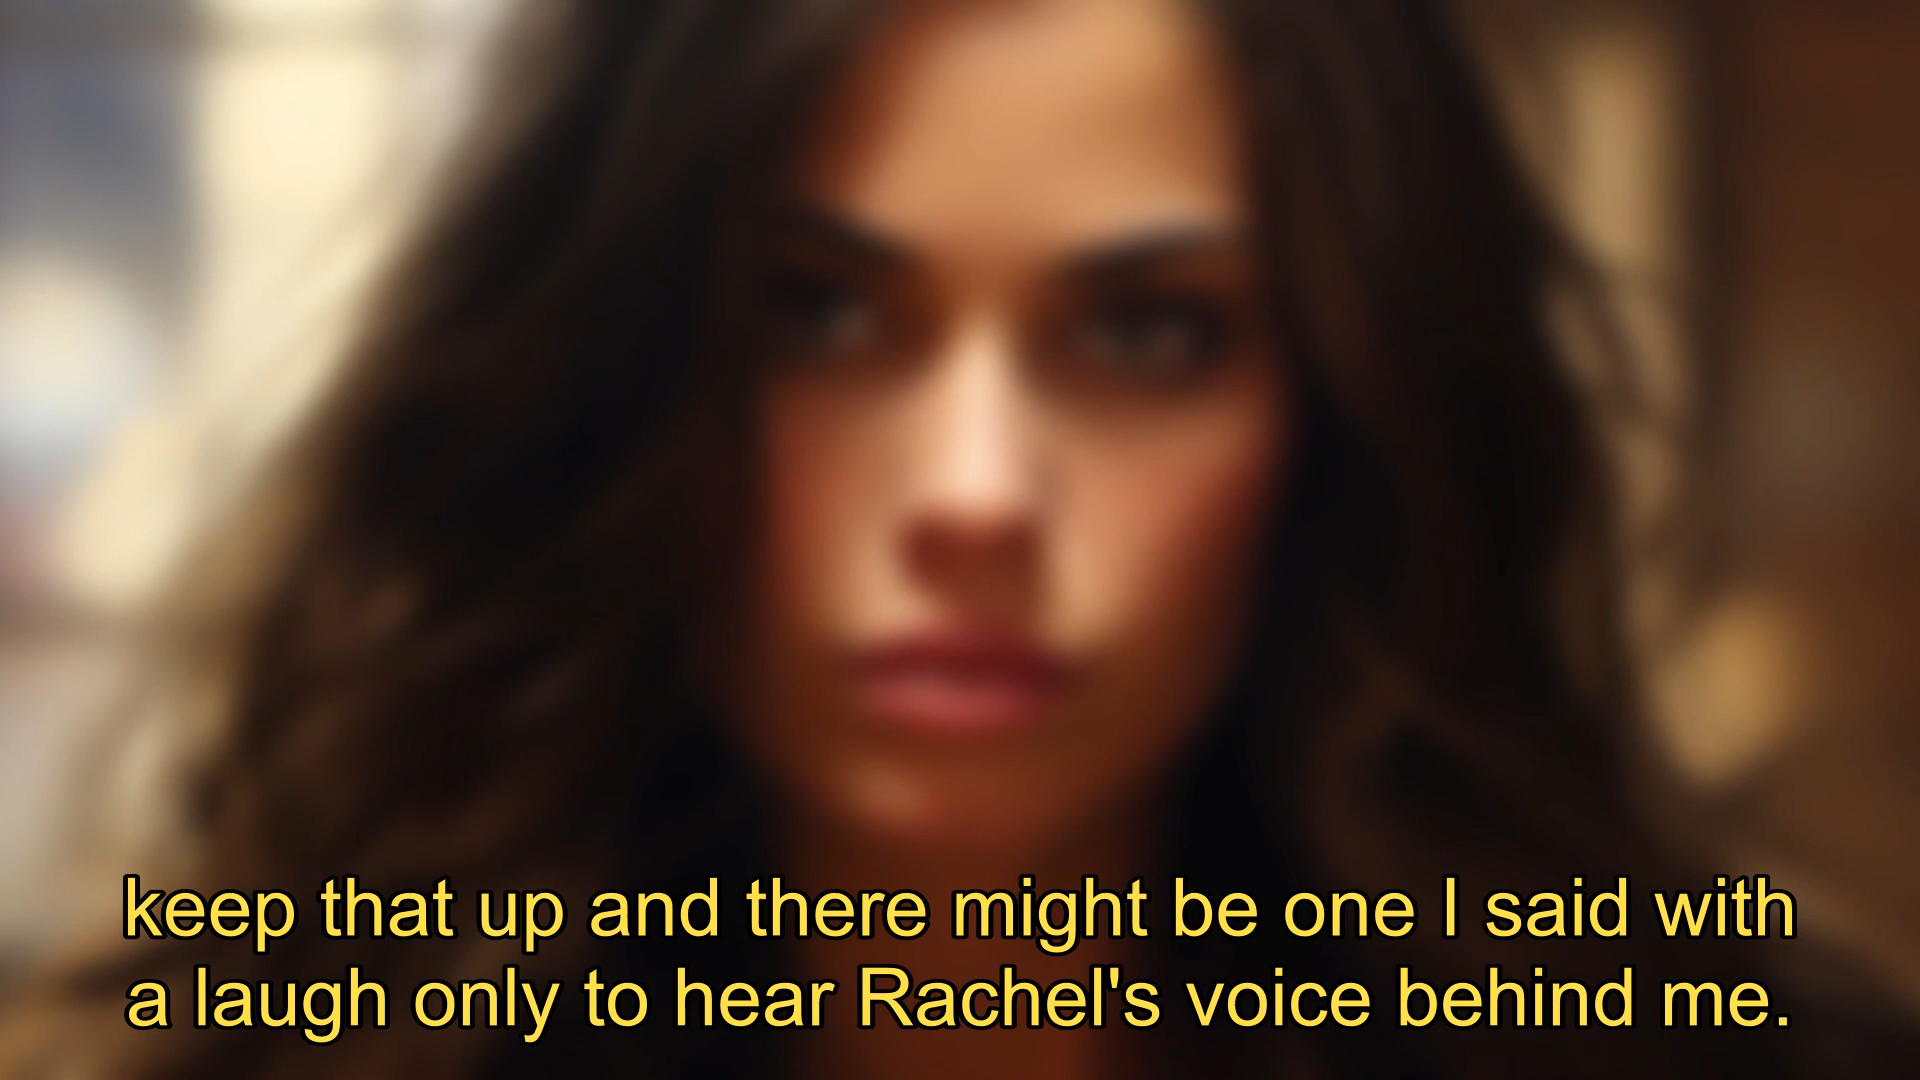 keep that up and there might be one I said with
a laugh only to hear Rachel's voice behind me.